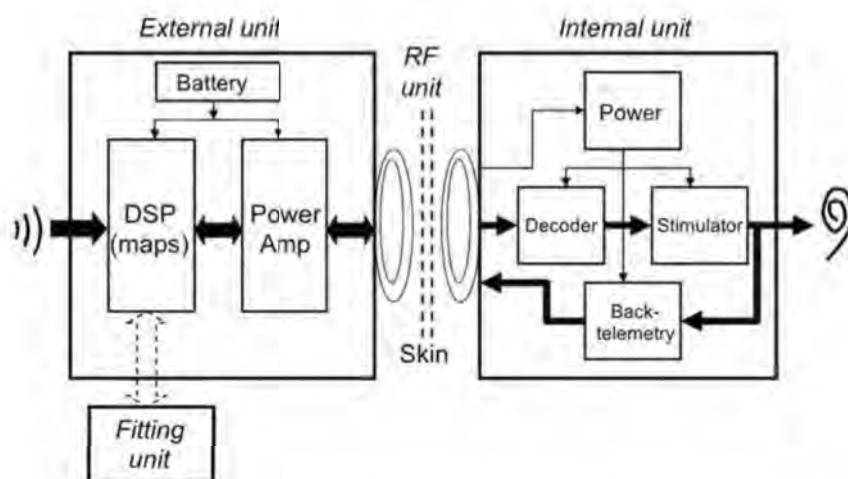 External unit
Internal unit
RF
unit
Battery
Power
DSP
(maps)
Power
Amp
Decoder
Stimulator
Back-
telemetry
Skin
Fitting
unit